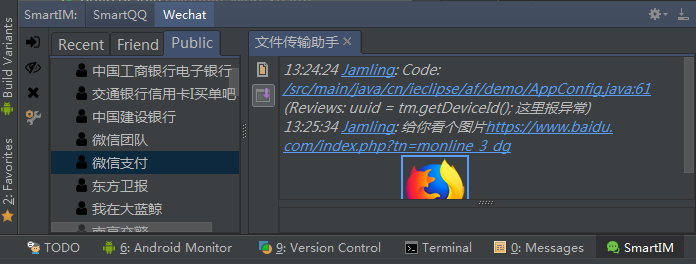 SmartIM: SmartQQ Wechat
Build Variants
2: Favorites
Recent Friend Public
中国工商银行电子银行
交通银行信用卡I买单吧
中国建设银行
微信团队
微信支付
东方卫报
我在大蓝鲸
南京交警
文件传输助手
13:24:24 Jamling: Code:
/src/main/java/cn/ieclipse/af/demo/AppConfig.java:61
(Reviews: uuid = tm.getDeviceId(); 这里报异常)
13:25:34 Jamling: 给你看个图片https://www.baidu.
com/index.php?tn=monline_3_dg
TODO 6: Android Monitor 9: Version Control Terminal 0: Messages SmartIM